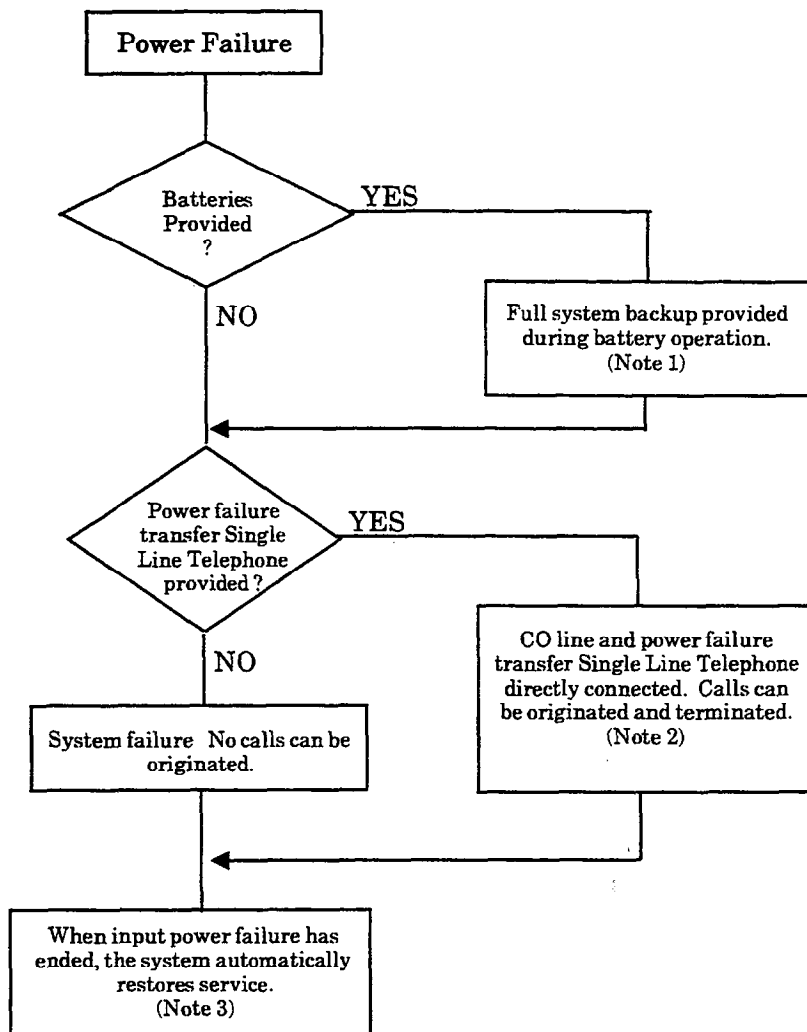 Power Failure
Batteries
Provided
?
YES
NO
Full system backup provided
during battery operation.
(Note 1)
Power failure
transfer Single
Line Telephone
provided?
YES
NO
CO line and power failure
transfer Single Line Telephone
directly connected. Calls can
be originated and terminated.
(Note 2)
System failure No calls can be
originated.
When input power failure has
ended, the system automatically
restores service.
(Note 3)